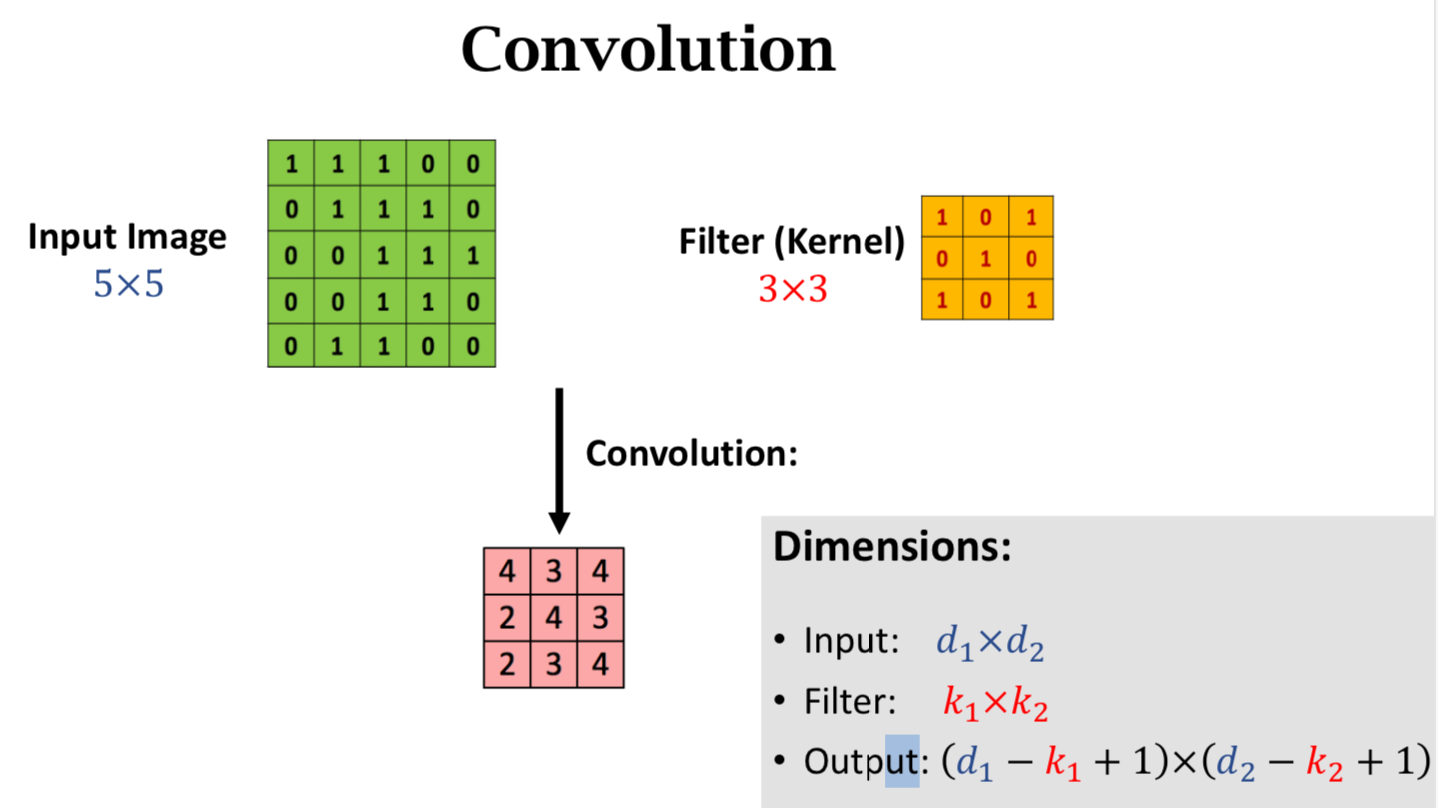 Convolution
Input Image
5×5
1 1 1 0 0
0 1 1 1 0
0 0 1 1 1
0 0 1 1 0
0 1 1 0 0
Filter (Kernel)
3×3
1 0 1
0 1 0
1 0 1
Convolution:
4 3 4
2 4 3
2 3 4
Dimensions:
• Input: d₁×d₂
• Filter: k₁×k₂
• Output: (d₁ − k₁ + 1)×(d₂ − k₂ + 1)